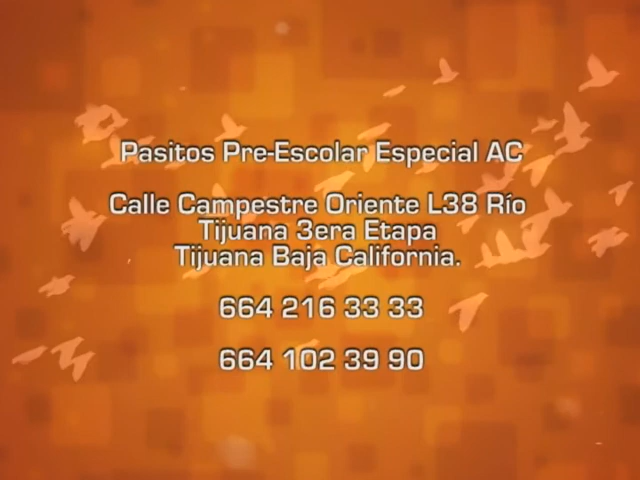 Pasitos Pre-Escolar Especial AC
Calle Campestre Oriente L38 Río
Tijuana 3era Etapa
Tijuana Baja California.
664 216 33 33
664 102 39 90